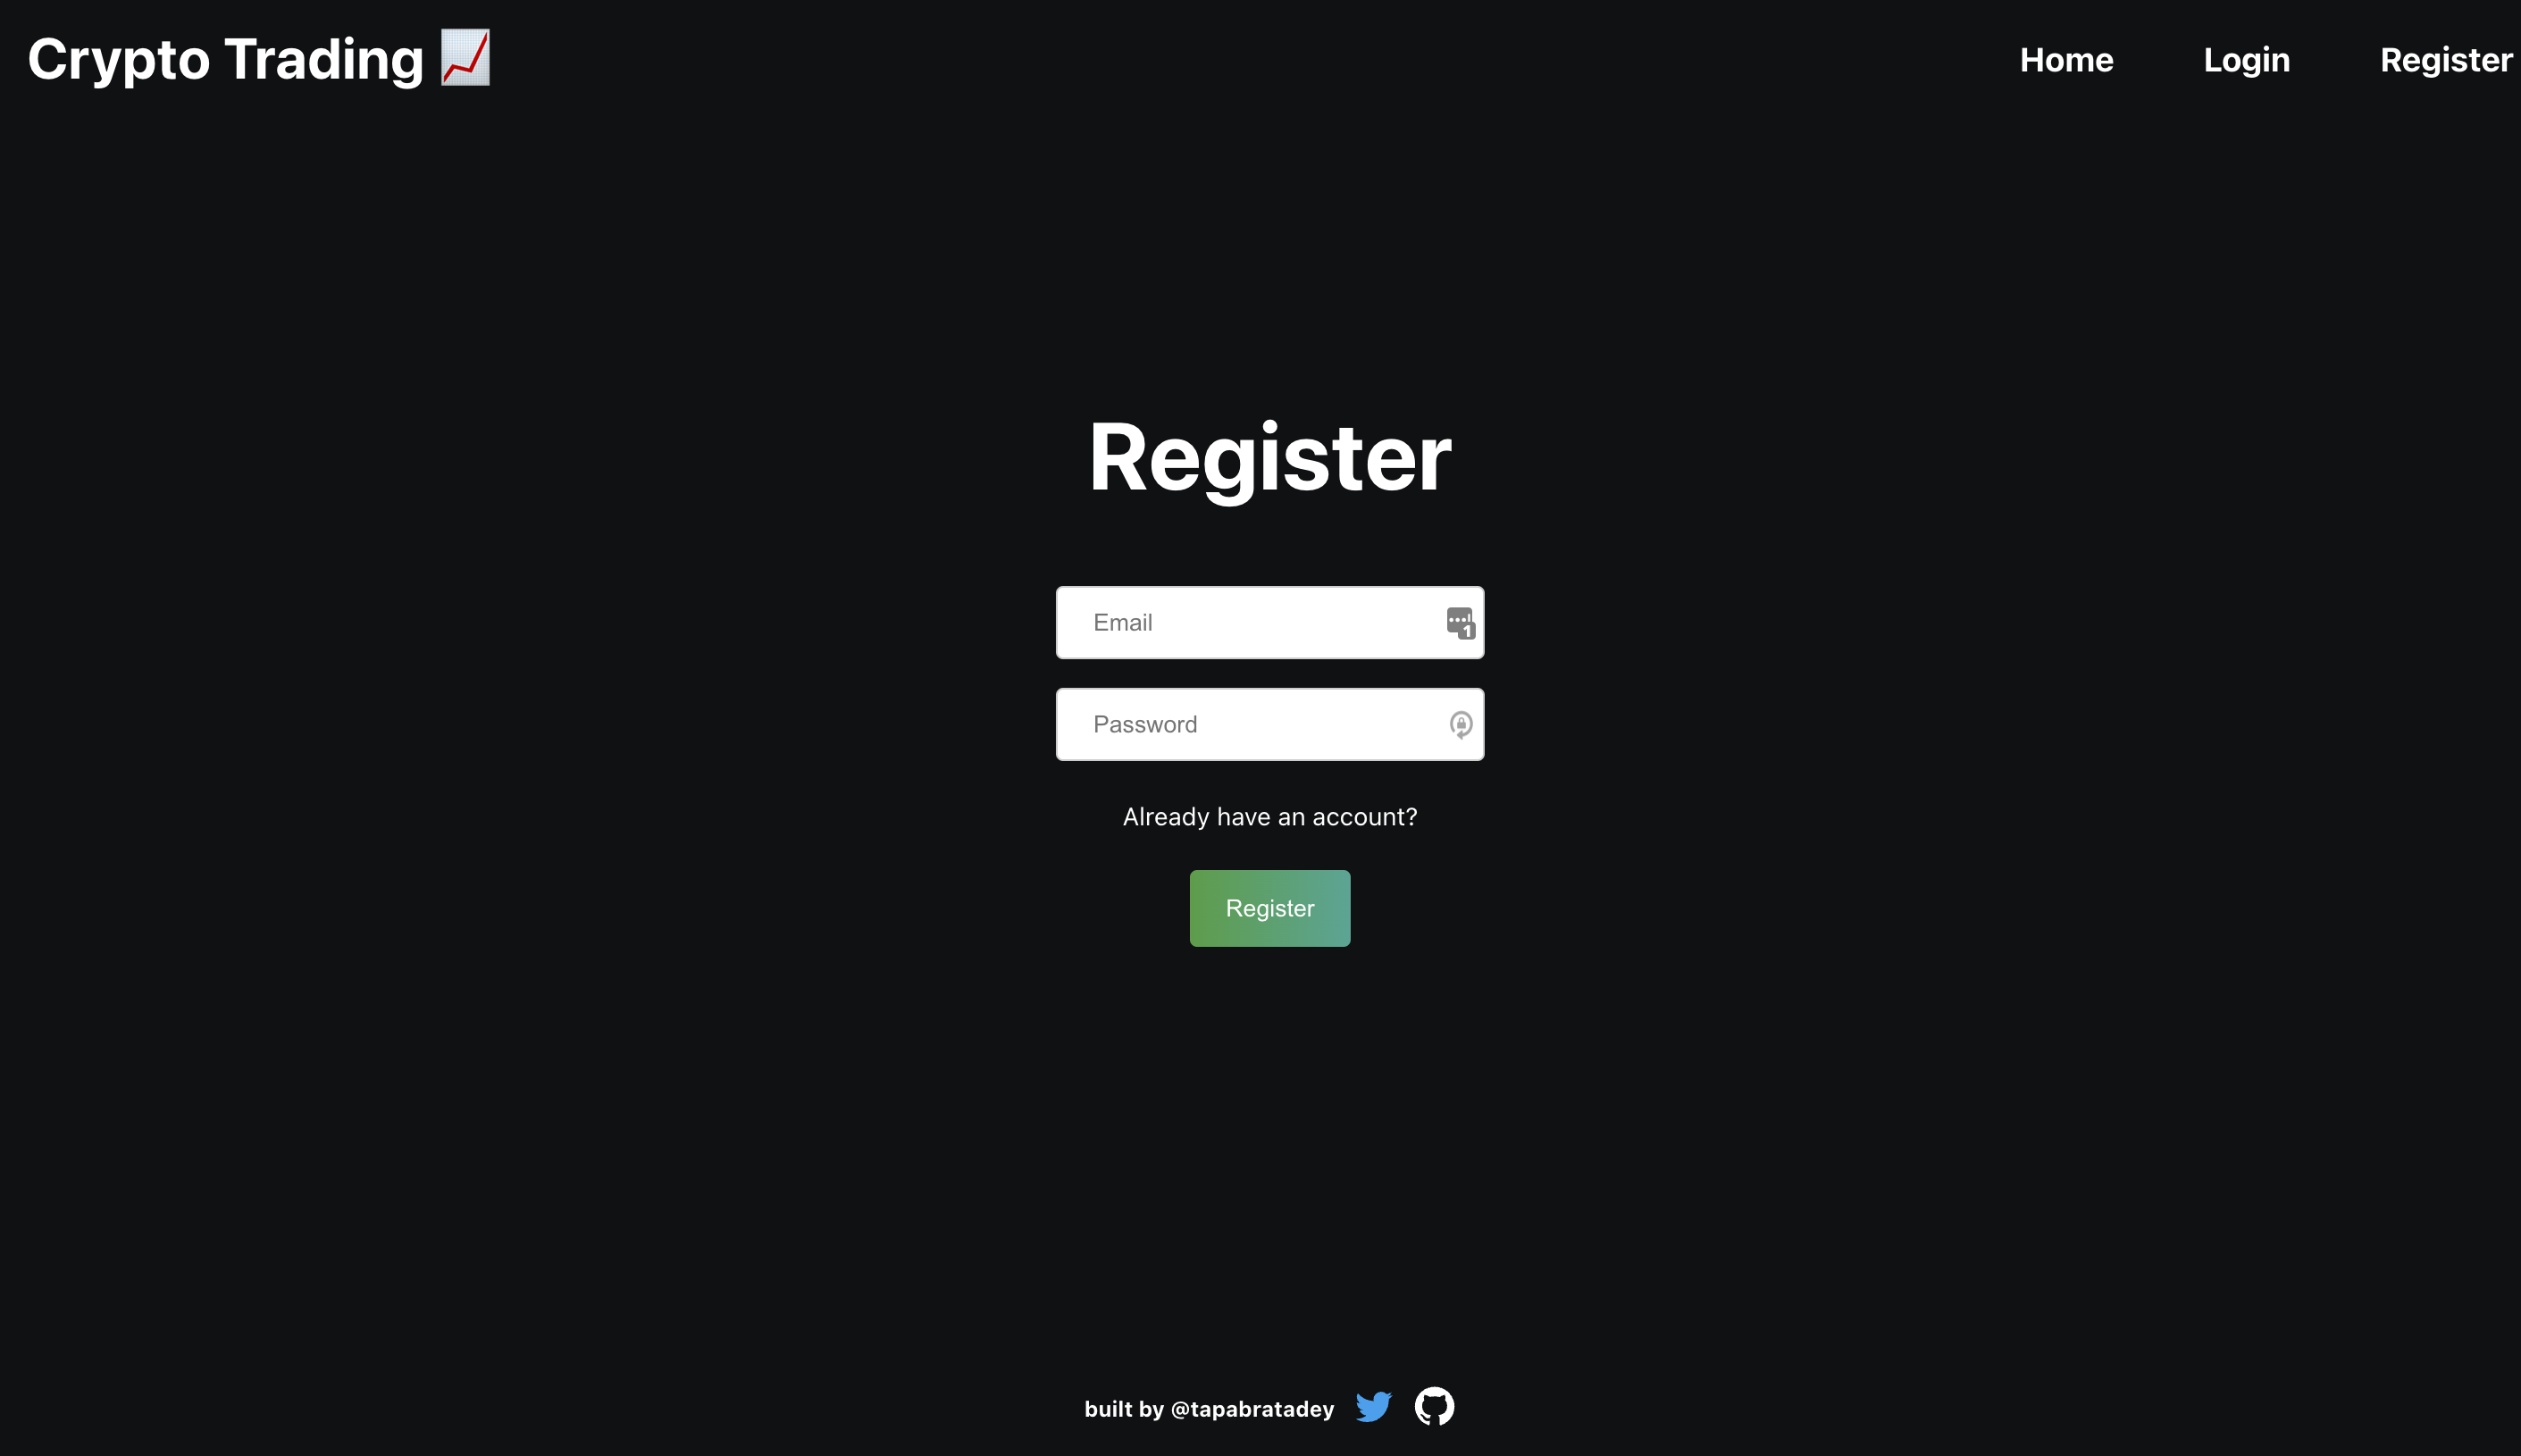 Crypto Trading 📈
Home Login Register
Register
Email
Password
Already have an account?
Register
built by @tapabratadey